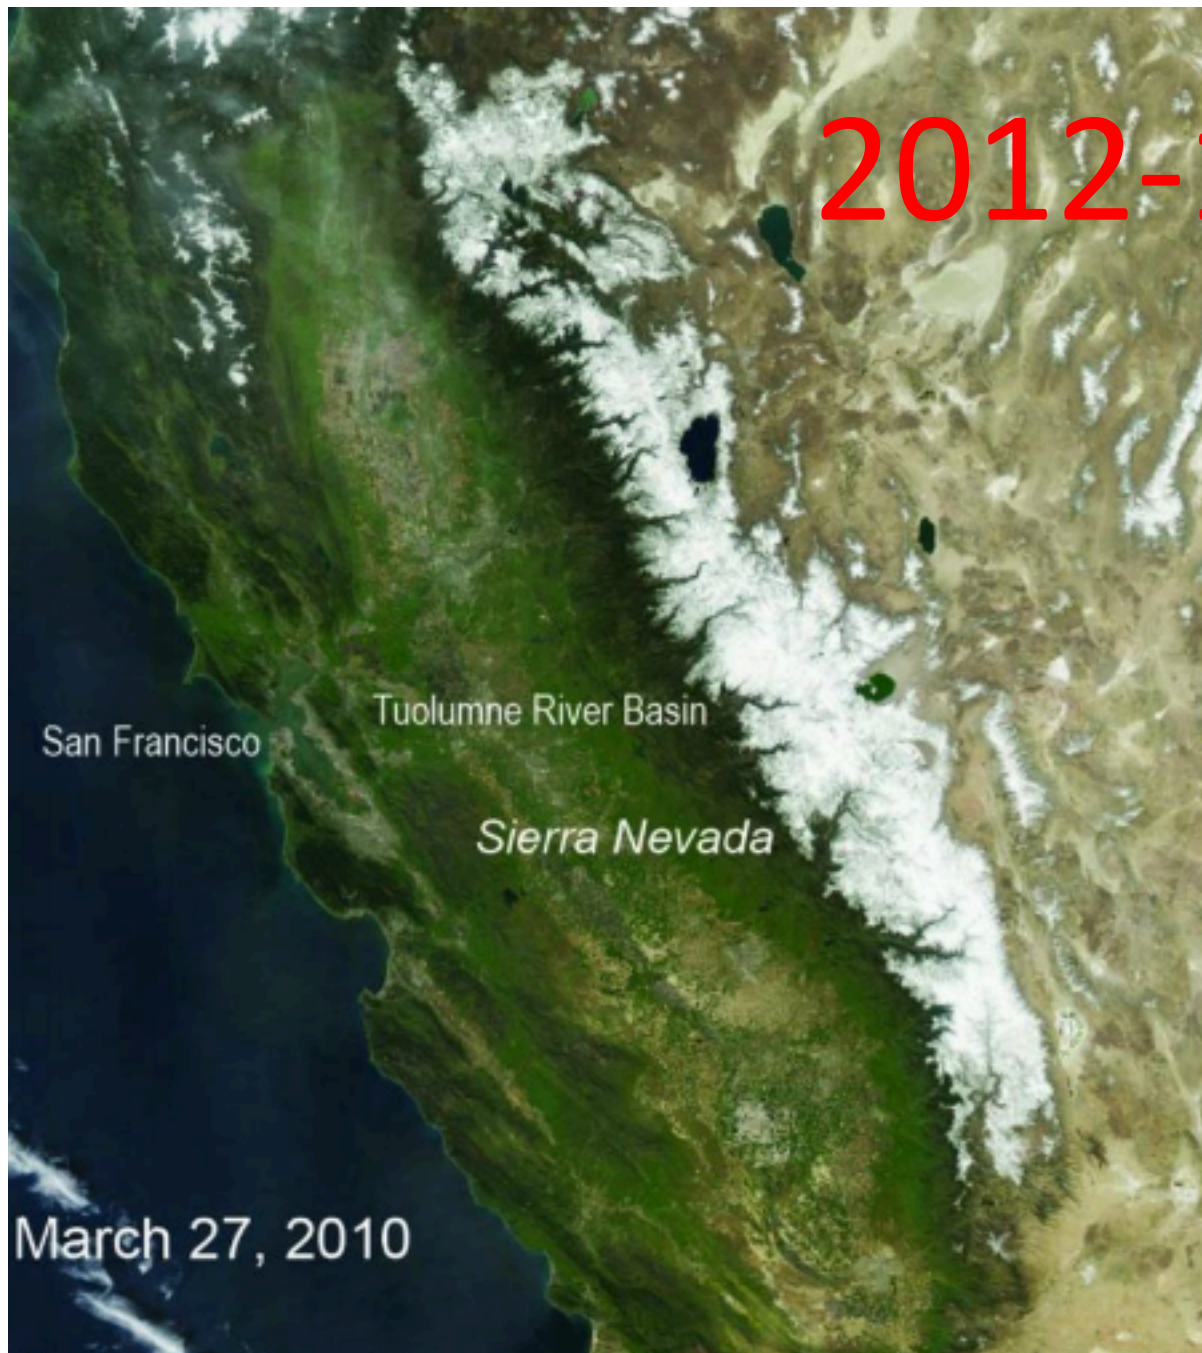 2012-
Tuolumne River Basin
San Francisco
Sierra Nevada
March 27, 2010